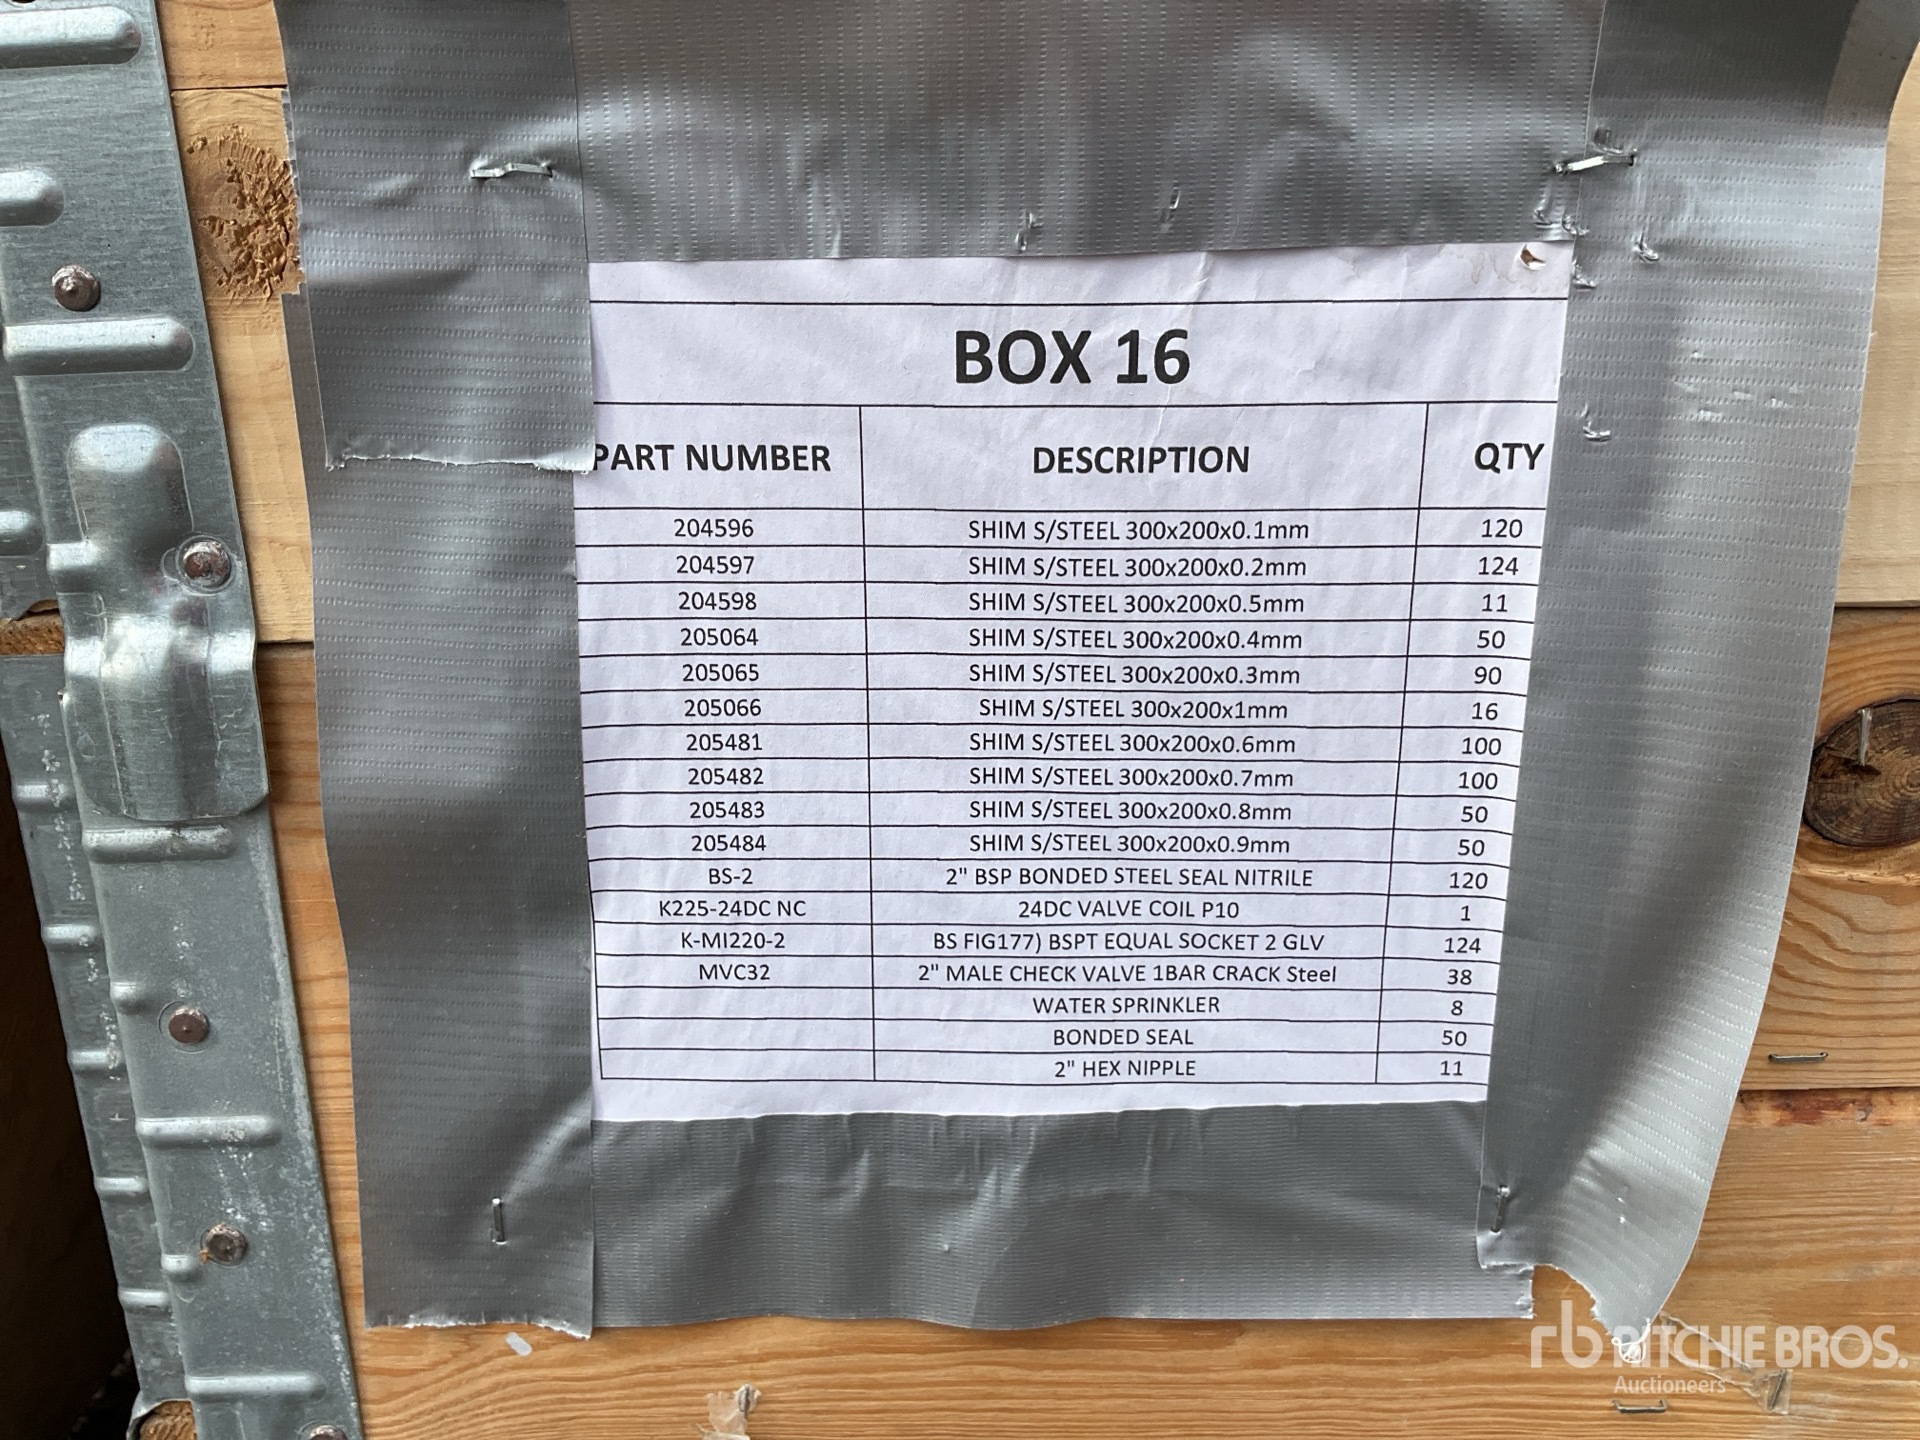 BOX 16
PART NUMBER DESCRIPTION QTY
204596 SHIM S/STEEL 300x200x0.1mm 120
204597 SHIM S/STEEL 300x200x0.2mm 124
204598 SHIM S/STEEL 300x200x0.5mm 11
205064 SHIM S/STEEL 300x200x0.4mm 50
205065 SHIM S/STEEL 300x200x0.3mm 90
205066 SHIM S/STEEL 300x200x1mm 16
205481 SHIM S/STEEL 300x200x0.6mm 100
205482 SHIM S/STEEL 300x200x0.7mm 100
205483 SHIM S/STEEL 300x200x0.8mm 50
205484 SHIM S/STEEL 300x200x0.9mm 50
BS-2 2" BSP BONDED STEEL SEAL NITRILE 120
K225-24DC NC 24DC VALVE COIL P10 1
K-MI220-2 BS FIG177) BSPT EQUAL SOCKET 2 GLV 124
MVC32 2" MALE CHECK VALVE 1BAR CRACK Steel 38
WATER SPRINKLER 8
BONDED SEAL 50
2" HEX NIPPLE 11
rb RITCHIE BROS.
Auctioneers